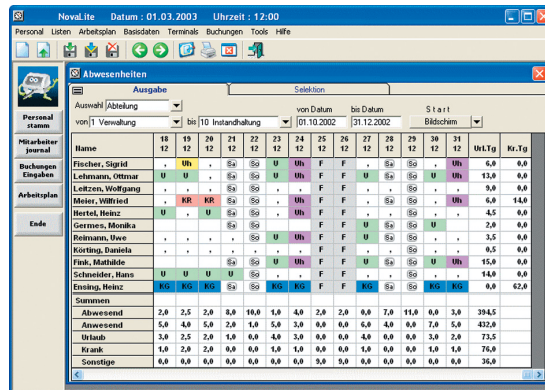 NovaLite Datum : 01.03.2003 Uhrzeit : 12:00
Personal Listen Arbeitsplan Basisdaten Terminals Buchungen Tools Hilfe
Personal stamm
Mitarbeiter journal
Buchungen Eingaben
Arbeitsplan
Ende
Abwesenheiten
Ausgabe Selektion
Auswahl Abteilung von Datum bis Datum Start
von 1 Verwaltung bis 10 Instandhaltung 01.10.2002 31.12.2002 Bildschirm
18 19 20 21 22 23 24 25 26 27 28 29 30 31
Name 12 12 12 12 12 12 12 12 12 12 12 12 12 12 Url.Tg Kr.Tg
Fischer, Sigrid , Uh , Sa So U Uh F F , Sa So , Uh 6,0 0,0
Lehmann, Ottmar U U , Sa So U Uh F F U Sa So U Uh 13,0 0,0
Leitzen, Wolfgang , , , Sa So , , F F , Sa So , , 9,0 0,0
Meier, Wilfried , KR KR Sa So , Uh F F , Sa So , Uh 6,0 14,0
Hertel, Heinz U , U Sa So , Uh F F , Sa So , Uh 4,5 0,0
Germes, Monika Sa So F F U Sa So U 2,0 0,0
Reimann, Uwe , , , , So U Uh F F U Sa So , Uh 3,5 0,0
Körting, Daniela , , , , So , , F F , Sa So , , 0,5 0,0
Fink, Mathilde Sa So U Uh F F U Sa So U Uh 15,0 0,0
Schneider, Hans U U U U So , , F F , , So , , 14,0 0,0
Ensing, Heinz KG KG KG Sa So KG KG F F KG Sa So KG KG 0,0 62,0
Summen
Abwesend 2,0 2,5 2,0 8,0 10,0 1,0 4,0 2,0 2,0 0,0 7,0 11,0 0,0 3,0 394,5
Anwesend 5,0 4,0 5,0 2,0 1,0 5,0 3,0 0,0 0,0 6,0 4,0 0,0 7,0 5,0 432,0
Urlaub 3,0 2,5 2,0 1,0 0,0 4,0 3,0 0,0 0,0 4,0 0,0 0,0 3,0 2,0 73,5
Krank 1,0 2,0 2,0 0,0 0,0 1,0 1,0 0,0 0,0 1,0 0,0 0,0 1,0 1,0 76,0
Sonstige 0,0 0,0 0,0 0,0 0,0 0,0 0,0 9,0 9,0 0,0 0,0 0,0 0,0 0,0 36,0